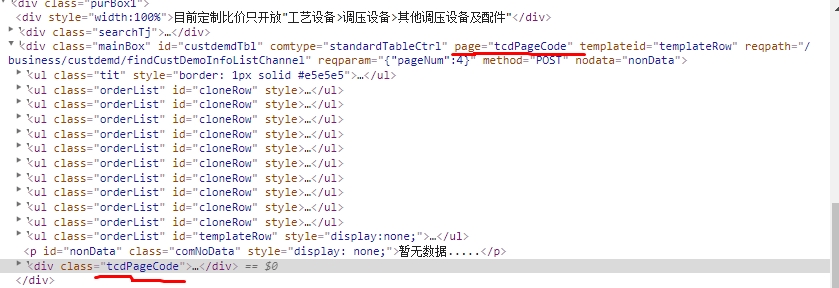 <div class="purBox1">
<div style="width:100%">目前定制比价只开放"工艺设备>调压设备>其他调压设备及配件"</div>
<div class="searchTj">…</div>
<div class="mainBox" id="custdemdTbl" comtype="standardTableCtrl" page="tcdPageCode" templateid="templateRow" reqpath="/
business/custdemd/findCustDemoInfoListChannel" reqparam="{"pageNum":4}" method="POST" nodata="nonData">
<ul class="tit" style="border: 1px solid #e5e5e5">…</ul>
<ul class="orderList" id="cloneRow" style>…</ul>
<ul class="orderList" id="cloneRow" style>…</ul>
<ul class="orderList" id="cloneRow" style>…</ul>
<ul class="orderList" id="cloneRow" style>…</ul>
<ul class="orderList" id="cloneRow" style>…</ul>
<ul class="orderList" id="cloneRow" style>…</ul>
<ul class="orderList" id="cloneRow" style>…</ul>
<ul class="orderList" id="cloneRow" style>…</ul>
<ul class="orderList" id="cloneRow" style>…</ul>
<ul class="orderList" id="templateRow" style="display:none;">…</ul>
<p id="nonData" class="comNoData" style="display: none;">暂无数据.....</p>
<div class="tcdPageCode">…</div> == $0
</div>